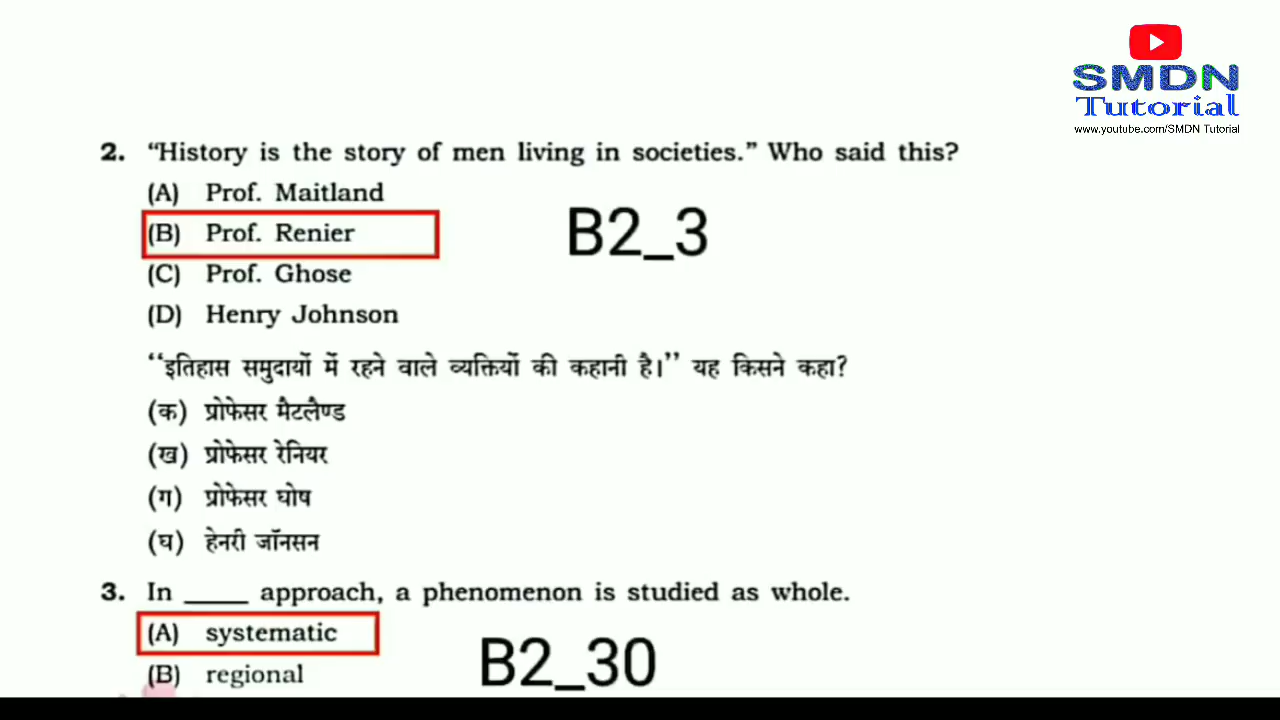 SMDN
Tutorial
www.youtube.com/SMDN Tutorial
2. “History is the story of men living in societies.” Who said this?
(A) Prof. Maitland
(B) Prof. Renier
B2_3
(C) Prof. Ghose
(D) Henry Johnson
‘‘इतिहास समुदायों में रहने वाले व्यक्तियों की कहानी है।’’ यह किसने कहा?
(क) प्रोफेसर मैटलैण्ड
(ख) प्रोफेसर रेनियर
(ग) प्रोफेसर घोष
(घ) हेनरी जॉनसन
3. In _____ approach, a phenomenon is studied as whole.
(A) systematic
B2_30
(B) regional